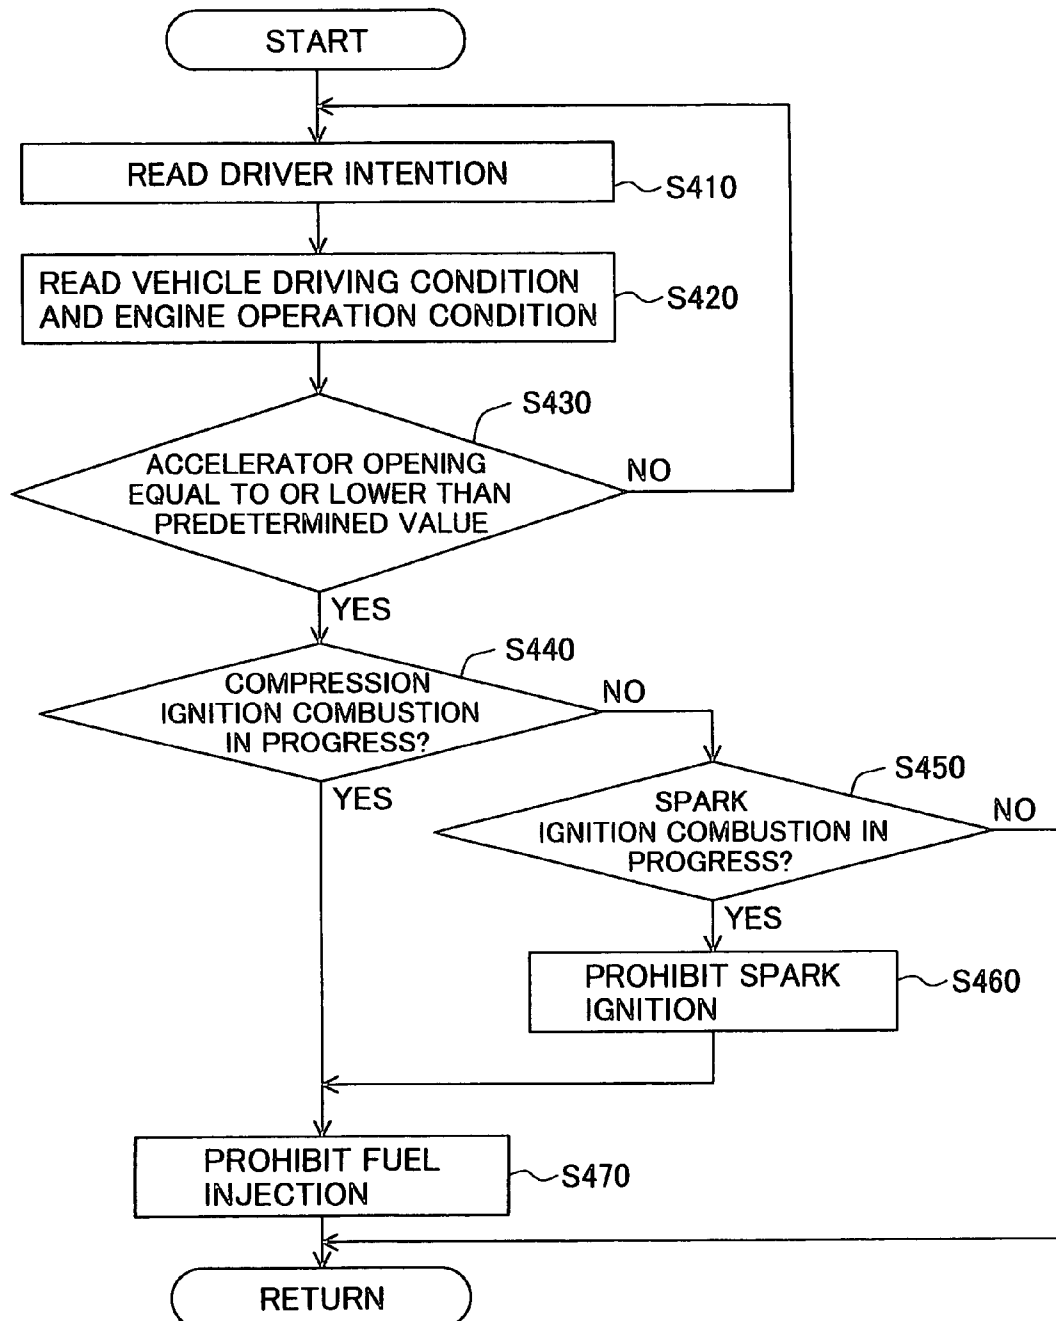 START
READ DRIVER INTENTION
S410
READ VEHICLE DRIVING CONDITION
AND ENGINE OPERATION CONDITION
S420
S430
ACCELERATOR OPENING
EQUAL TO OR LOWER THAN
PREDETERMINED VALUE
NO
YES
S440
COMPRESSION
IGNITION COMBUSTION
IN PROGRESS?
NO
YES
S450
SPARK
IGNITION COMBUSTION IN
PROGRESS?
NO
YES
PROHIBIT SPARK
IGNITION
S460
PROHIBIT FUEL
INJECTION
S470
RETURN